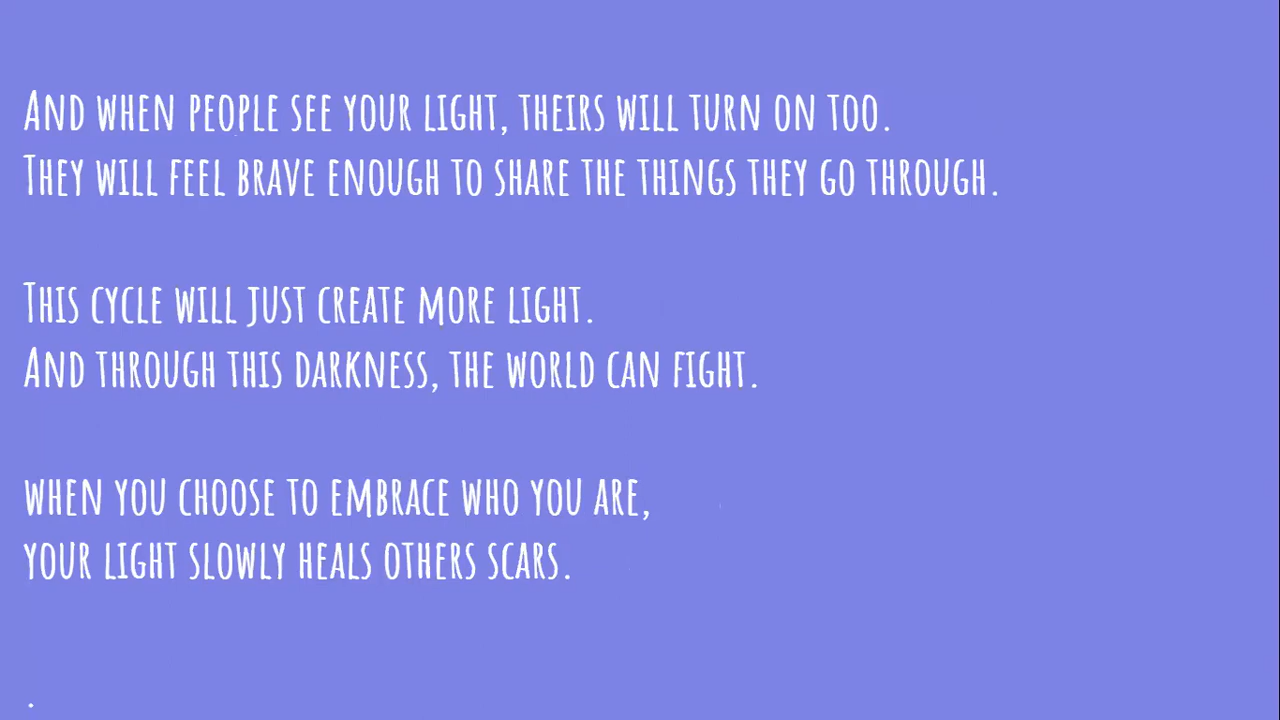 And when people see your light, theirs will turn on too.
They will feel brave enough to share the things they go through.
This cycle will just create more light.
And through this darkness, the world can fight.
when you choose to embrace who you are,
your light slowly heals others scars.
.